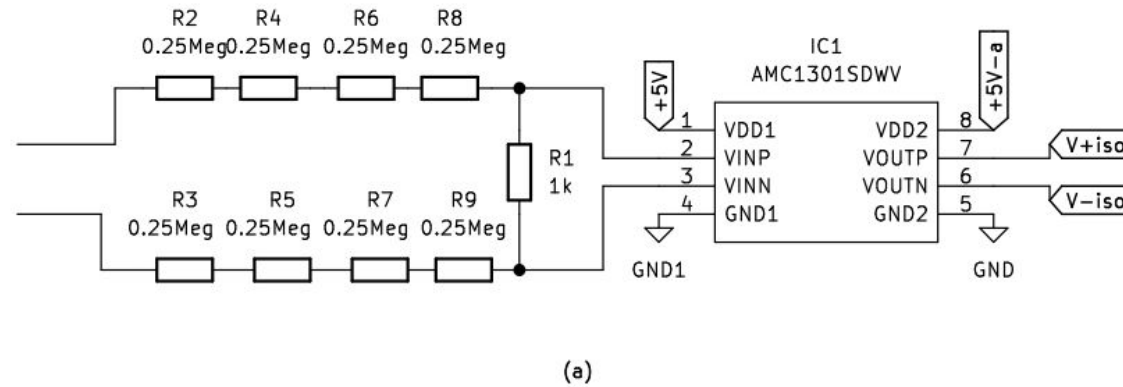 R2 R4 R6 R8
0.25Meg 0.25Meg 0.25Meg 0.25Meg
IC1
AMC1301SDWV
+5V
+5V-a
1 VDD1 VDD2 8
2 VINP VOUTP 7 V+iso
3 VINN VOUTN 6 V-iso
4 GND1 GND2 5
R1
1k
R3 R5 R7 R9
0.25Meg 0.25Meg 0.25Meg 0.25Meg
GND1 GND
(a)